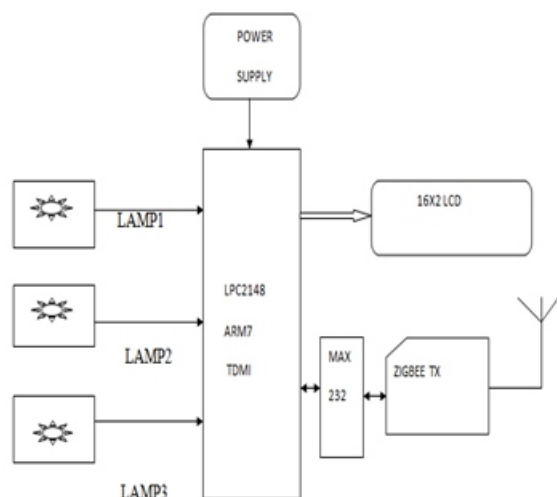 POWER
SUPPLY
LAMP1
16X2 LCD
LPC2148
ARM7
TDMI
LAMP2
MAX
232
ZIGBEE TX
LAMP3